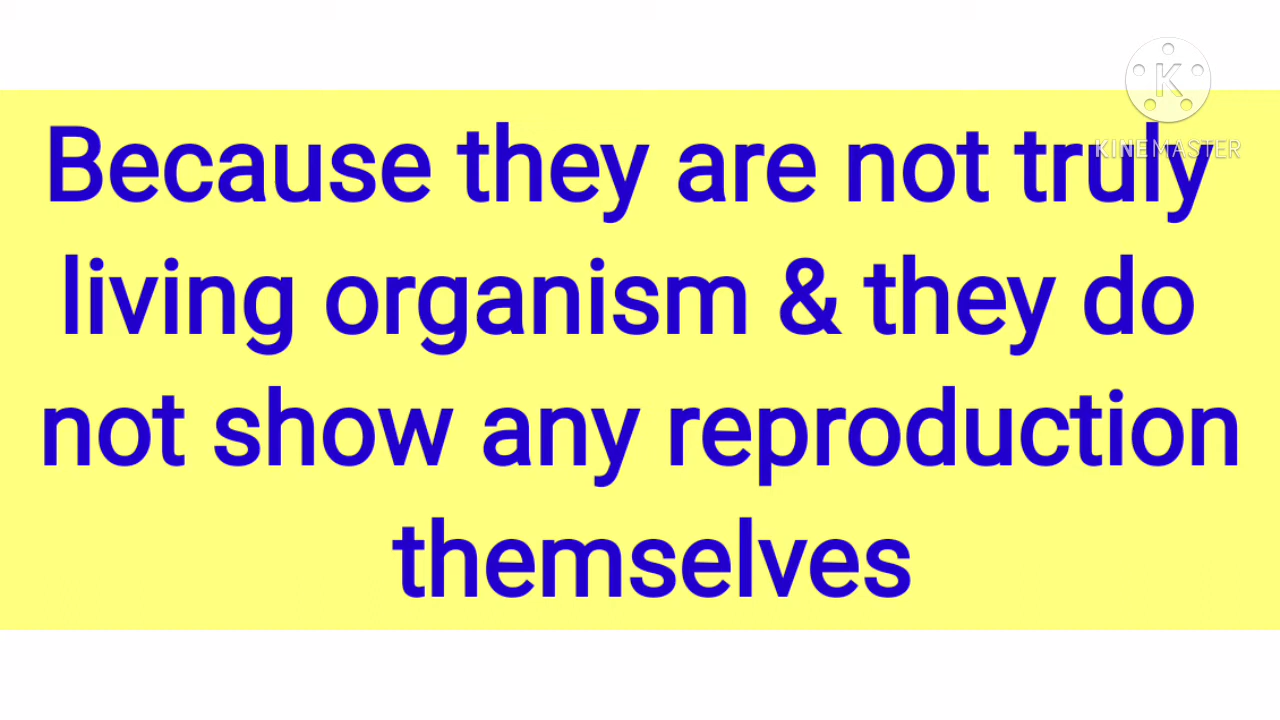 KINEMASTER
Because they are not truly
living organism & they do
not show any reproduction
themselves